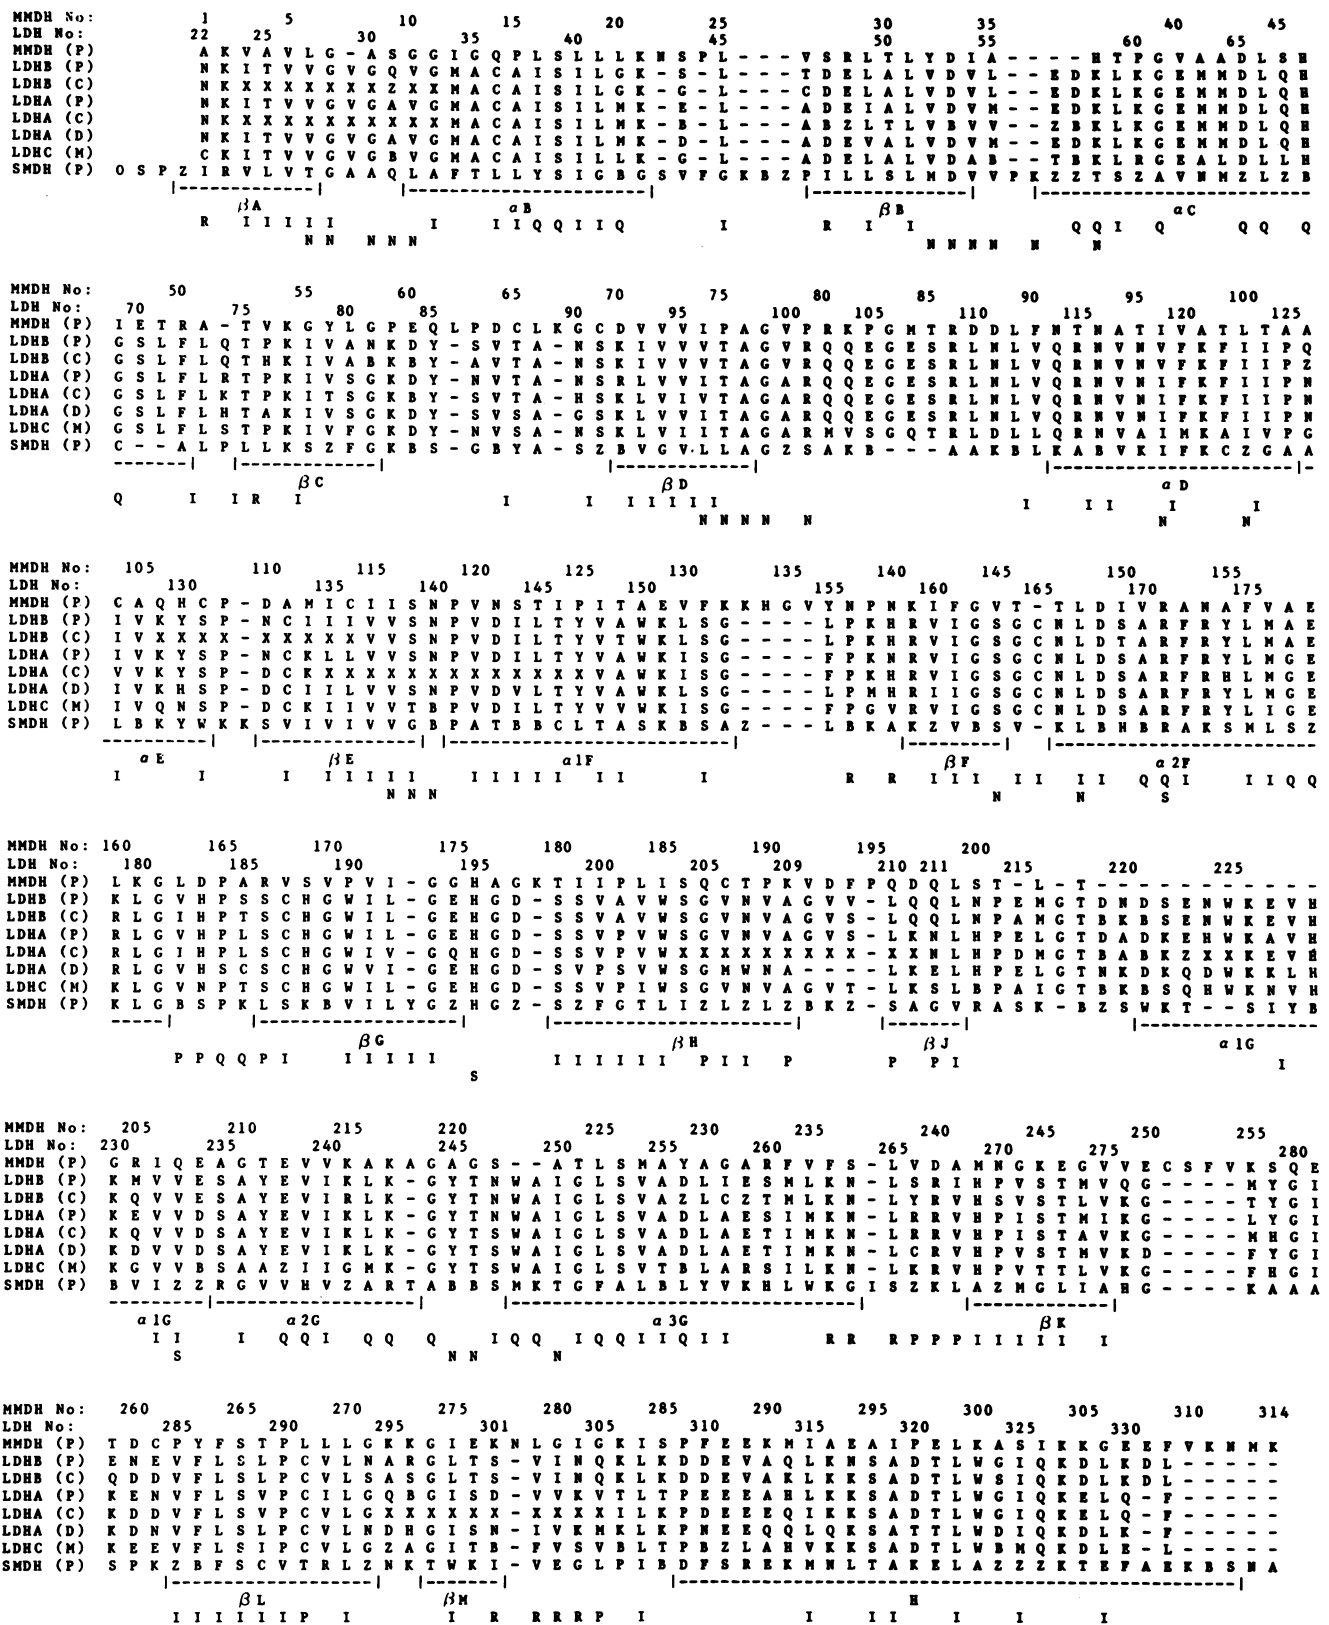 MMDH No: 1 5 10 15 20 25 30 35 40 45
LDH No: 22 25 30 40 45 50 55 60 65
MMDH (P) A K V A V L G - A S G G I G Q P L S L L L K N S P L - - - V S R L T L Y D I A - - - - H T P G V A A D L S H
LDHB (P) N K I T V V G V G Q V G M A C A I S I L G K - S - L - - - T D E L A L V D V L - - E D K L K G E M M D L Q H
LDHB (C) N K X X X X X X X Z X X M A C A I S I L G K - G - L - - - C D E L A L V D V L - - E D K L K G E M M D L Q H
LDHA (P) N K I T V V G V G A V G M A C A I S I L M K - E - L - - - A D E I A L V D V M - - E D K L K G E M M D L Q H
LDHA (C) N K X X X X X X X X X X M A C A I S I L M K - B - L - - - A B Z L T L V B V V - - Z B K L K G E M M D L Q H
LDHA (D) N K I T V V G V G A V G M A C A I S I L M K - D - L - - - A D E V A L V D V M - - E D K L K G E M M D L Q H
LDHC (M) C K I T V V G V G B V G M A C A I S I L L K - G - L - - - A D E L A L V D A B - - T B K L R G E A L D L L H
SMDH (P) O S P Z I R V L V T G A A Q L A F T L L Y S I G B G S V F G K B Z P I L L S L M D V V P K Z Z T S Z A V N M Z L Z B
βA αB βB αC
R I I I I I I I I Q Q I I Q I R I I Q Q I Q Q Q Q
N N N N N N N N N N N
MMDH No: 50 55 60 65 70 75 80 85 90 95 100
LDH No: 70 75 80 85 90 95 100 105 115 120 125
MMDH (P) I E T R A - T V K G Y L G P E Q L P D C L K G C D V V V I P A G V P R K P G M T R D D L F N T N A T I V A T L T A A
LDHB (P) G S L F L Q T P K I V A N K D Y - S V T A - N S K I V V V T A G V R Q Q E G E S R L N L V Q R N V N V F K F I I P Q
LDHB (C) G S L F L Q T H K I V A B K B Y - A V T A - N S K I V V V T A G V R Q Q E G E S R L N L V Q R N V N V F K F I I P Z
LDHA (P) G S L F L R T P K I V S G K D Y - N V T A - N S R L V V I T A G A R Q Q E G E S R L N L V Q R N V N I F K F I I P N
LDHA (C) G S L F L K T P K I T S G K B Y - S V T A - H S K L V I V T A G A R Q Q E G E S R L N L V Q R N V N I F K F I I P N
LDHA (D) G S L F L H T A K I V S G K D Y - S V S A - G S K L V V I T A G A R Q Q E G E S R L N L V Q R N V N I F K F I I P N
LDHC (M) G S L F L S T P K I V F G K D Y - N V S A - N S K L V I I T A G A R M V S G Q T R L D L L Q R N V A I M K A I V P G
SMDH (P) C - - A L P L L K S Z F G K B S - G B Y A - S Z B V G V L L A G Z S A K B - - - A A K B L K A B V K I F K C Z G A A
βC βD αD
Q I I R I I I I I I I I I I I I I
N N N N N N N
MMDH No: 105 110 115 120 125 130 135 140 145 150 155
LDH No: 130 135 140 145 150 155 160 165 170 175
MMDH (P) C A Q H C P - D A M I C I I S N P V N S T I P I T A E V F K K H G V Y N P N K I F G V T - T L D I V R A N A F V A E
LDHB (P) I V K Y S P - N C I I I V V S N P V D I L T Y V A W K L S G - - - - L P K H R V I G S G C N L D S A R F R Y L M A E
LDHB (C) I V X X X X - X X X X X V V S N P V D I L T Y V T W K L S G - - - - L P K H R V I G S G C N L D T A R F R Y L M A E
LDHA (P) I V K Y S P - N C K L L V V S N P V D I L T Y V A W K I S G - - - - F P K N R V I G S G C N L D S A R F R Y L M G E
LDHA (C) V V K Y S P - D C K X X X X X X X X X X X X V A W K I S G - - - - F P K H R V I G S G C N L D S A R F R H L M G E
LDHA (D) I V K H S P - D C I I L V V S N P V D V L T Y V A W K L S G - - - - L P M H R I I G S G C N L D S A R F R Y L M G E
LDHC (M) I V Q N S P - D C K I I V V T B P V D I L T Y V V W K I S G - - - - F P G V R V I G S G C N L D S A R F R Y L I G E
SMDH (P) L B K Y W K K S V I V I V V G B P A T B B C L T A S K B S A Z - - - - L B K A K Z V B S V - K L B H B R A K S M L S Z
αE βE α1F βF α2F
I I I I I I I I I I I I I I I I R R I I I I I I I Q Q I I I Q Q
N N N N N S
MMDH No: 160 165 170 175 180 185 190 195 200
LDH No: 180 185 190 195 200 205 209 210 211 215 220 225
MMDH (P) L K G L D P A R V S V P V I - G G H A G K T I I P L I S Q C T P K V D F P Q D Q L S T - L - T - - - - - - - - - - -
LDHB (P) K L G V H P S S C H G W I L - G E H G D - S S V A V W S G V N V A G V V - L Q Q L N P E M G T D N D S E N W K E V H
LDHB (C) R L G I H P T S C H G W I L - G E H G D - S S V A V W S G V N V A G V S - L Q Q L N P A M G T B K B S E N W K E V H
LDHA (P) R L G V H P L S C H G W I L - G E H G D - S S V P V W S G V N V A G V S - L K N L H P E L G T D A D K E H W K A V H
LDHA (C) R L G I H P L S C H G W I V - G Q H G D - S S V P V W X X X X X X X X X - X X N L H P D M G T B A B K Z X X K E V H
LDHA (D) R L G V H S C S C H G W V I - G E H G D - S S V P S V W S G M W N A - - - - L K E L H P E L G T N K D K Q D W K K L H
LDHC (M) K L G V N P T S C H G W I L - G E H G D - S S V P I W S G V N V A G V T - L K S L B P A I G T B K B S Q H W K N V H
SMDH (P) K L G B S P K L S K B V I L Y G Z H G Z - S Z F G T L I Z L Z L Z B K Z - S A G V R A S K - B Z S W K T - - S I Y B
βG βH βJ α1G
P P Q Q P I I I I I I I I I I I I P I I P P P I I
S
MMDH No: 205 210 215 220 225 230 235 240 245 250 255
LDH No: 230 235 240 245 250 255 260 265 270 275 280
MMDH (P) G R I Q E A G T E V V K A K A G A G S - - A T L S M A Y A G A R F V F S - L V D A M N G K E G V V E C S F V K S Q E
LDHB (P) K M V V E S A Y E V I K L K - G Y T N W A I G L S V A D L I E S M L K N - L S R I H P V S T M V Q G - - - - M Y G I
LDHB (C) K Q V V E S A Y E V I R L K - G Y T N W A I G L S V A Z L C Z T M L K N - L Y R V H S V S T L V K G - - - - T Y G I
LDHA (P) K E V V D S A Y E V I K L K - G Y T N W A I G L S V A D L A E S I M K N - L R R V H P I S T M I K G - - - - L Y G I
LDHA (C) K Q V V D S A Y E V I K L K - G Y T S W A I G L S V A D L A E T I M K N - L R R V H P I S T A V K G - - - - M H G I
LDHA (D) K D V V D S A Y E V I K L K - G Y T S W A I G L S V A D L A E T I M K N - L C R V H P V S T M V K D - - - - F Y G I
LDHC (M) K G V V B S A A Z I I G M K - G Y T S W A I G L S V T B L A R S I L K N - L K R V H P V T T L V K G - - - - F H G I
SMDH (P) B V I Z Z R G V V H V Z A R T A B B S M K T G F A L B L Y V K H L W K G I S Z K L A Z M G L I A H G - - - - K A A A
α1G α2G α3G βK
I I I Q Q I Q Q Q I Q Q I Q Q I I Q I I R R R P P P I I I I I I
S N N N
MMDH No: 260 265 270 275 280 285 290 295 300 305 310 314
LDH No: 285 290 295 301 305 310 315 320 325 330
MMDH (P) T D C P Y F S T P L L L G K K G I E K N L G I G K I S P F E E K M I A E A I P E L K A S I K K G E E F V K N M K
LDHB (P) E N E V F L S L P C V L N A R G L T S - V I N Q K L K D D E V A Q L K N S A D T L W G I Q K D L K D L - - - - -
LDHB (C) Q D D V F L S L P C V L S A S G L T S - V I N Q K L K D D E V A K L K K S A D T L W S I Q K D L K D L - - - - -
LDHA (P) K E N V F L S V P C I L G Q B G I S D - V V K V T L T P E E E A H L K K S A D T L W G I Q K E L Q - F - - - - -
LDHA (C) K D D V F L S V P C V L G X X X X X X - X X X X I L K P D E E E Q I K K S A D T L W G I Q K E L Q - F - - - - -
LDHA (D) K D N V F L S L P C V L N D H G I S N - I V K M K L K P N E E Q Q L Q K S A T T L W D I Q K D L K - F - - - - -
LDHC (M) K E E V F L S I P C V L G Z A G I T B - F V S V B L T P B Z L A H V K K S A D T L W B M Q K D L E - L - - - - -
SMDH (P) S P K Z B F S C V T R L Z N K T W K I - V E G L P I B D F S R E K M N L T A K E L A Z Z Z K T E F A E K B S N A
βL βM H
I I I I I I P I I R R R R P I I I I I I I